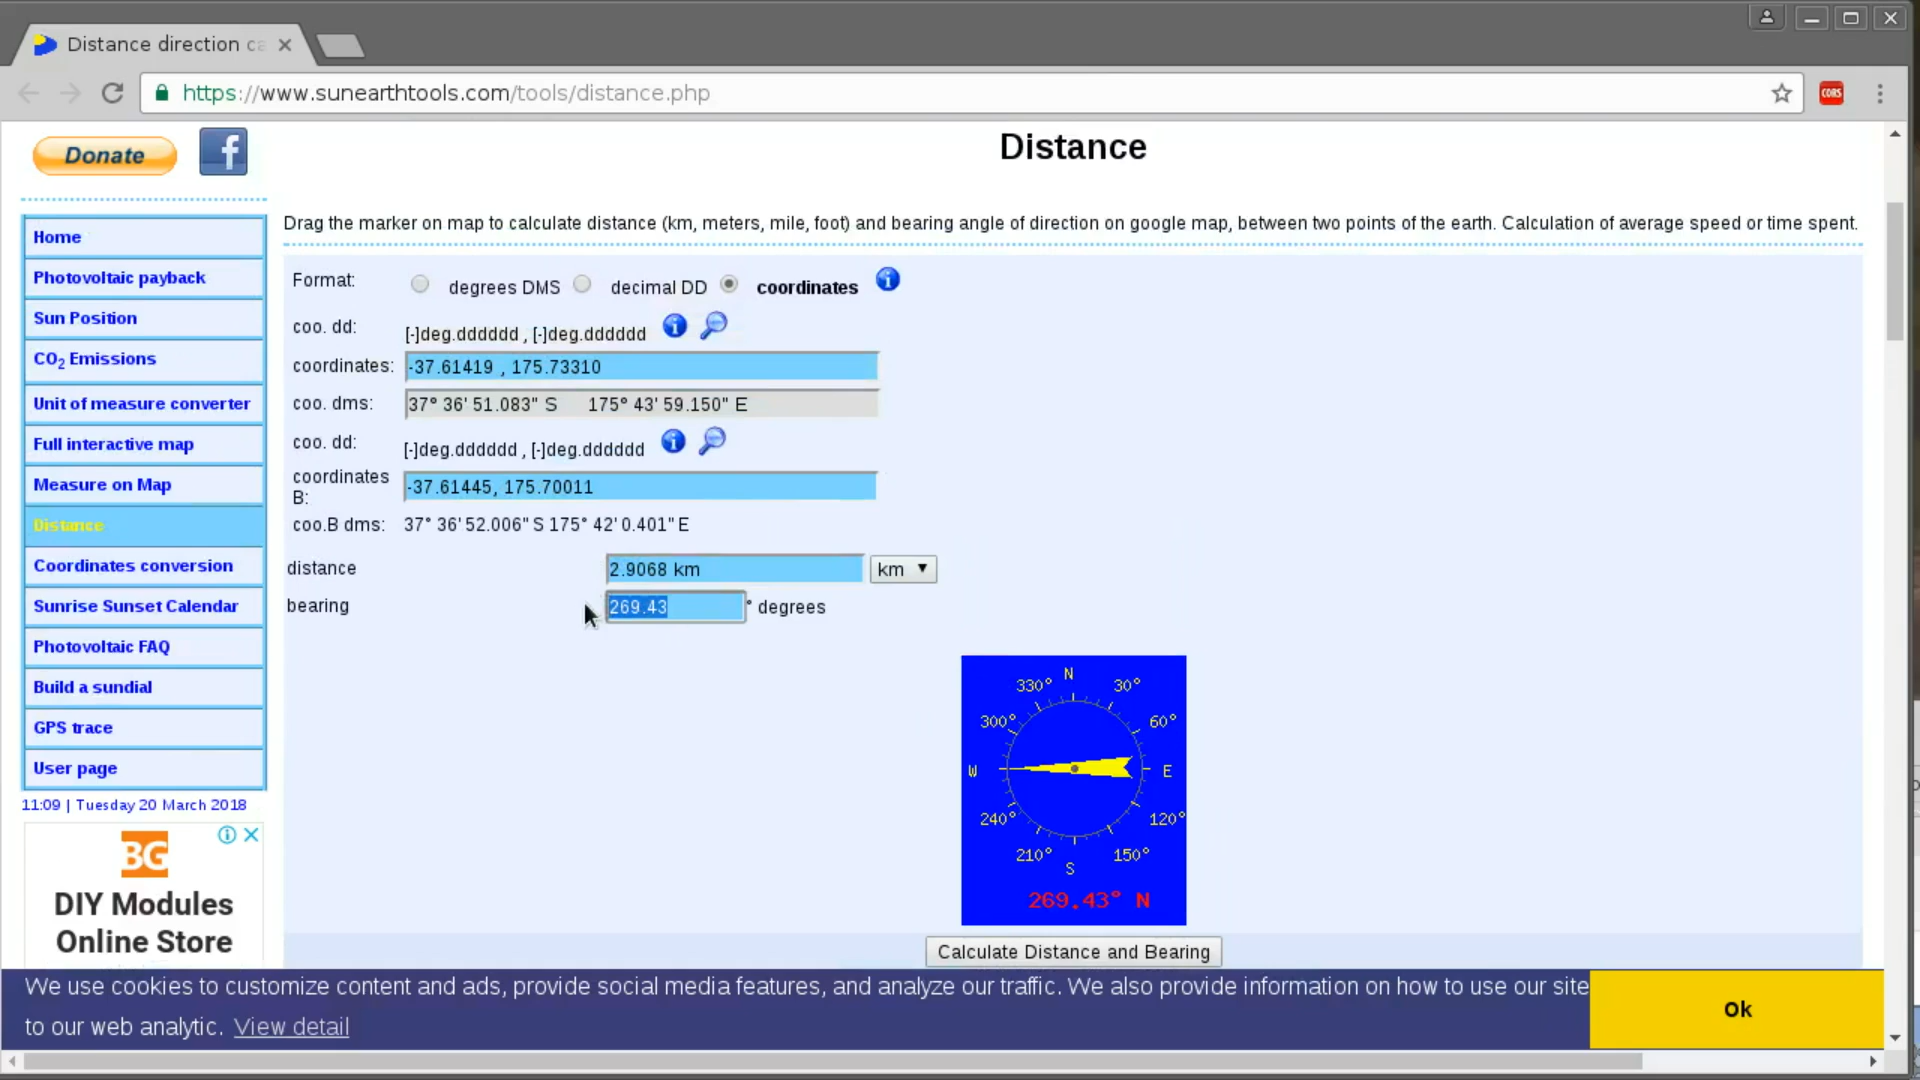 Distance direction ca
https://www.sunearthtools.com/tools/distance.php
CORS
Donate
f
Home
Photovoltaic payback
Sun Position
CO2 Emissions
Unit of measure converter
Full interactive map
Measure on Map
Distance
Coordinates conversion
Sunrise Sunset Calendar
Photovoltaic FAQ
Build a sundial
GPS trace
User page
11:09 | Tuesday 20 March 2018
BG
DIY Modules
Online Store
Distance
Drag the marker on map to calculate distance (km, meters, mile, foot) and bearing angle of direction on google map, between two points of the earth. Calculation of average speed or time spent.
Format: degrees DMS decimal DD coordinates
coo. dd: [-]deg.dddddd , [-]deg.dddddd
coordinates: -37.61419 , 175.73310
coo. dms: 37° 36' 51.083" S 175° 43' 59.150" E
coo. dd: [-]deg.dddddd , [-]deg.dddddd
coordinates
B: -37.61445, 175.70011
coo.B dms: 37° 36' 52.006" S 175° 42' 0.401" E
distance 2.9068 km km
bearing 269.43 ° degrees
N
330° 30°
300° 60°
W E
240° 120°
210° 150°
S
269.43° N
Calculate Distance and Bearing
We use cookies to customize content and ads, provide social media features, and analyze our traffic. We also provide information on how to use our site
to our web analytic. View detail
Ok